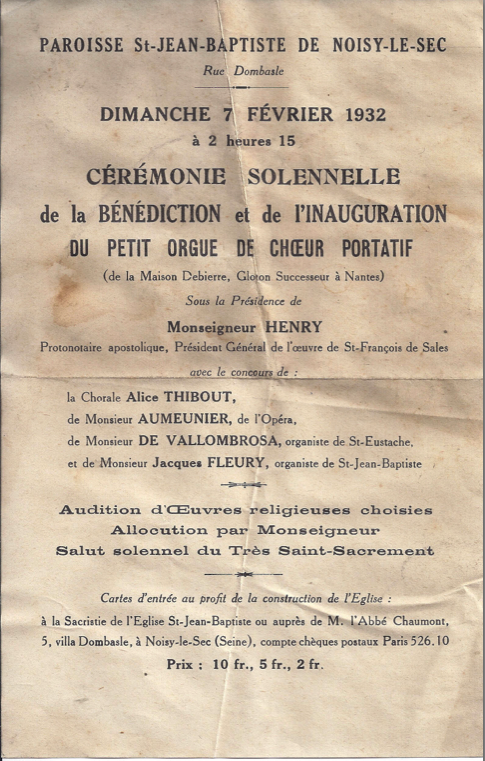 PAROISSE St-JEAN-BAPTISTE DE NOISY-LE-SEC
Rue Dombasle
DIMANCHE 7 FÉVRIER 1932
à 2 heures 15
CÉRÉMONIE SOLENNELLE
de la BÉNÉDICTION et de l'INAUGURATION
DU PETIT ORGUE DE CHŒUR PORTATIF
(de la Maison Debierre, Gloton Successeur à Nantes)
Sous la Présidence de
Monseigneur HENRY
Protonotaire apostolique, Président Général de l'œuvre de St-François de Sales
avec le concours de :
la Chorale Alice THIBOUT,
de Monsieur AUMEUNIER, de l'Opéra,
de Monsieur DE VALLOMBROSA, organiste de St-Eustache,
et de Monsieur Jacques FLEURY, organiste de St-Jean-Baptiste
Audition d'Œuvres religieuses choisies
Allocution par Monseigneur
Salut solennel du Très Saint-Sacrement
Cartes d'entrée au profit de la construction de l'Eglise :
à la Sacristie de l'Eglise St-Jean-Baptiste ou auprès de M. l'Abbé Chaumont,
5, villa Dombasle, à Noisy-le-Sec (Seine), compte chèques postaux Paris 526.10
Prix : 10 fr., 5 fr., 2 fr.